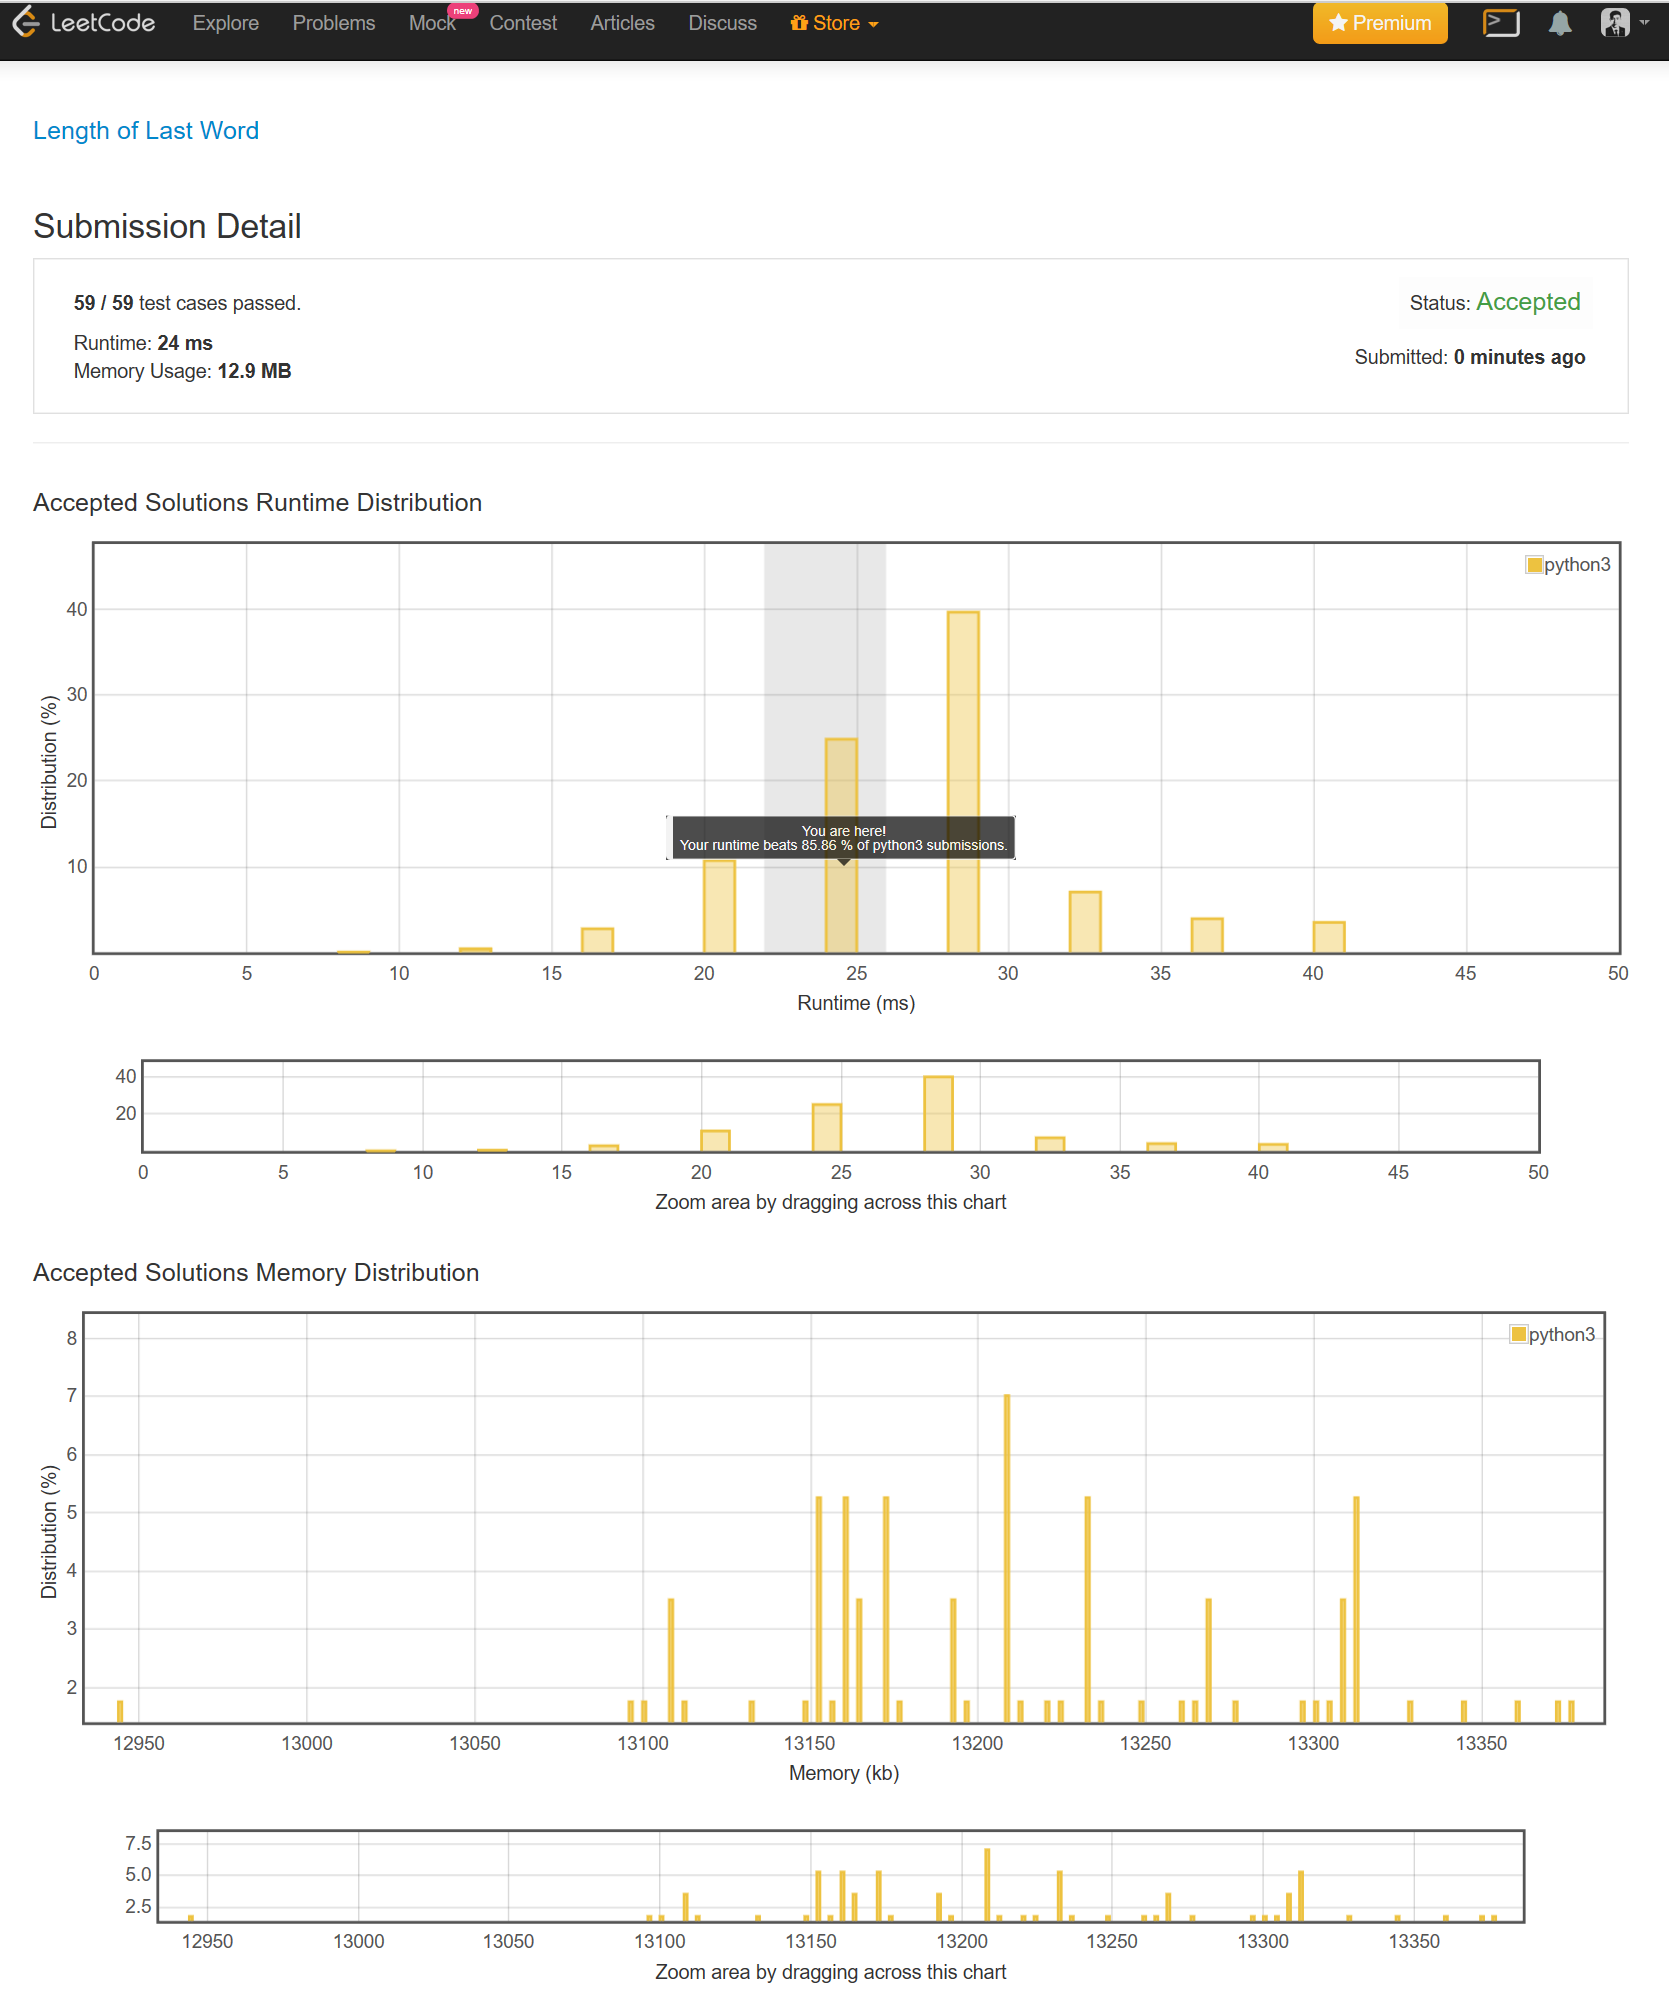 LeetCode Explore Problems Mock new Contest Articles Discuss Store Premium
Length of Last Word
Submission Detail
59 / 59 test cases passed.
Status: Accepted
Runtime: 24 ms
Submitted: 0 minutes ago
Memory Usage: 12.9 MB
Accepted Solutions Runtime Distribution
python3
40
30
20
10
Distribution (%)
You are here!
Your runtime beats 85.86 % of python3 submissions.
0 5 10 15 20 25 30 35 40 45 50
Runtime (ms)
40
20
0 5 10 15 20 25 30 35 40 45 50
Zoom area by dragging across this chart
Accepted Solutions Memory Distribution
python3
8
7
6
5
4
3
2
Distribution (%)
12950 13000 13050 13100 13150 13200 13250 13300 13350
Memory (kb)
7.5
5.0
2.5
12950 13000 13050 13100 13150 13200 13250 13300 13350
Zoom area by dragging across this chart